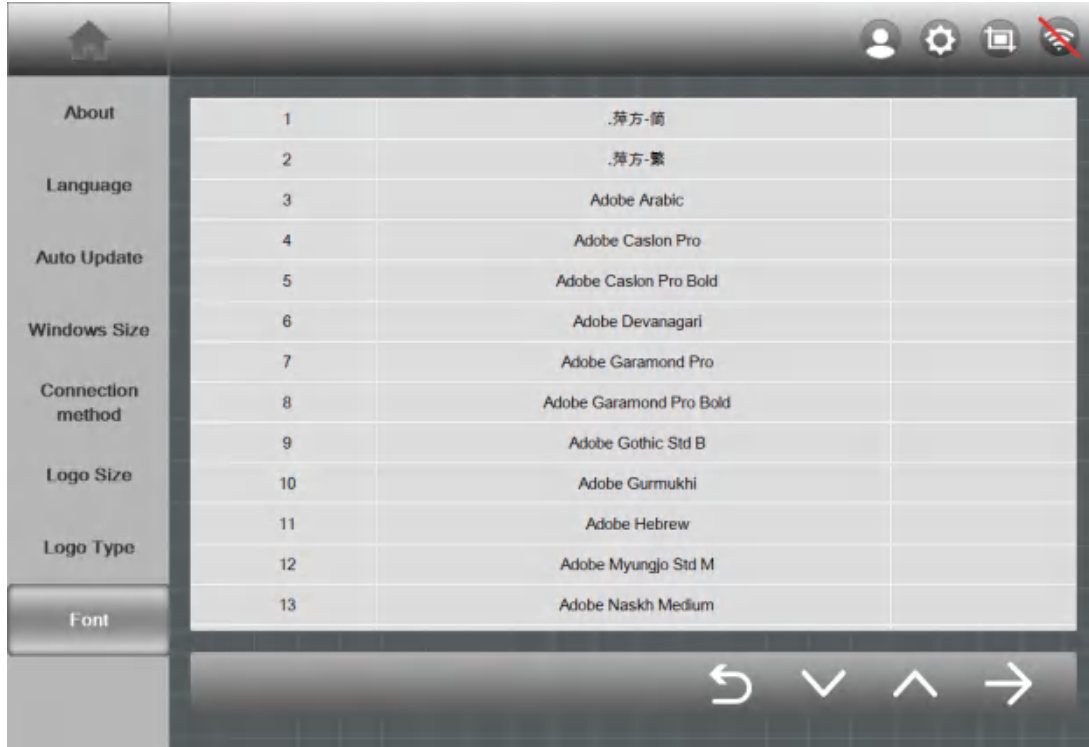 About
Language
Auto Update
Windows Size
Connection
method
Logo Size
Logo Type
Font
1 .萍方-简
2 .萍方-繁
3 Adobe Arabic
4 Adobe Caslon Pro
5 Adobe Caslon Pro Bold
6 Adobe Devanagari
7 Adobe Garamond Pro
8 Adobe Garamond Pro Bold
9 Adobe Gothic Std B
10 Adobe Gurmukhi
11 Adobe Hebrew
12 Adobe Myungjo Std M
13 Adobe Naskh Medium